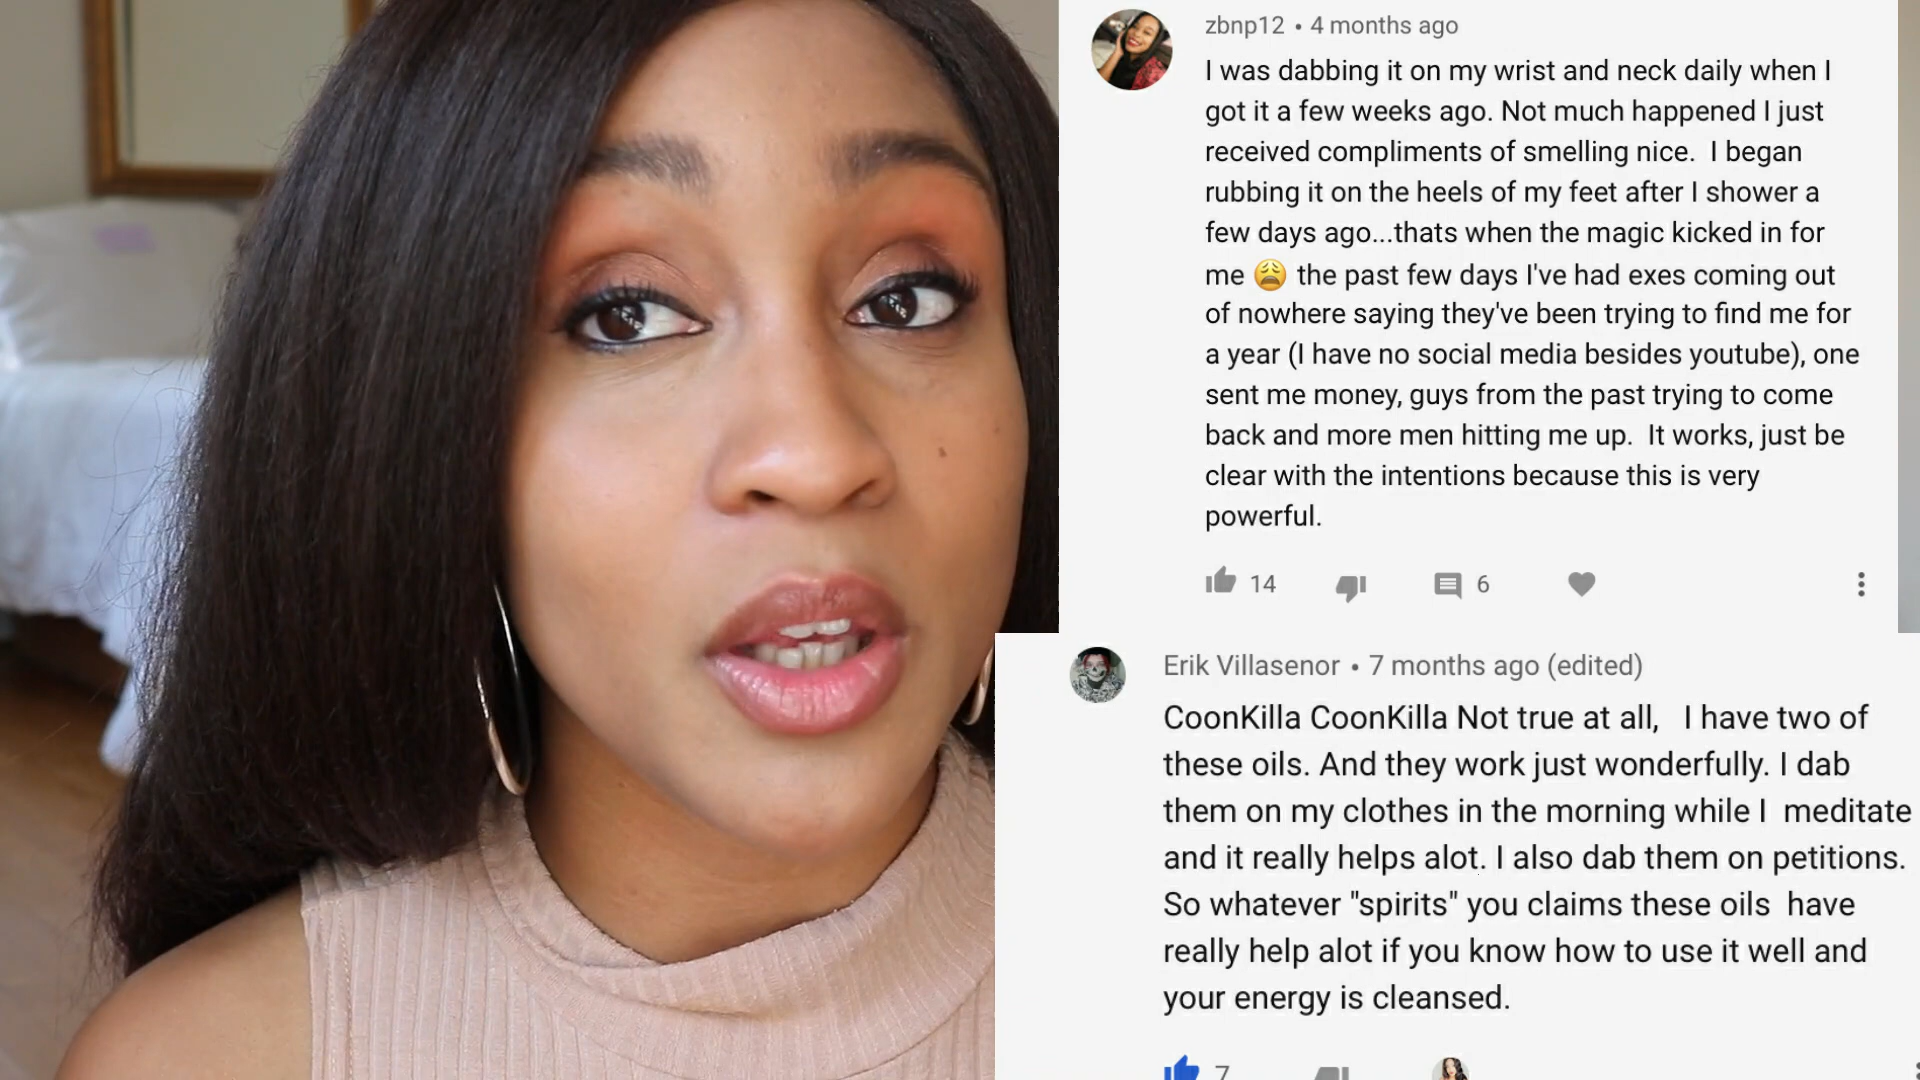 zbnp12 • 4 months ago
I was dabbing it on my wrist and neck daily when I
got it a few weeks ago. Not much happened I just
received compliments of smelling nice.  I began
rubbing it on the heels of my feet after I shower a
few days ago...thats when the magic kicked in for
me 😩 the past few days I've had exes coming out
of nowhere saying they've been trying to find me for
a year (I have no social media besides youtube), one
sent me money, guys from the past trying to come
back and more men hitting me up.  It works, just be
clear with the intentions because this is very
powerful.
14 6
Erik Villasenor • 7 months ago (edited)
CoonKilla CoonKilla Not true at all,   I have two of
these oils. And they work just wonderfully. I dab
them on my clothes in the morning while I  meditate
and it really helps alot. I also dab them on petitions.
So whatever "spirits" you claims these oils  have
really help alot if you know how to use it well and
your energy is cleansed.
7